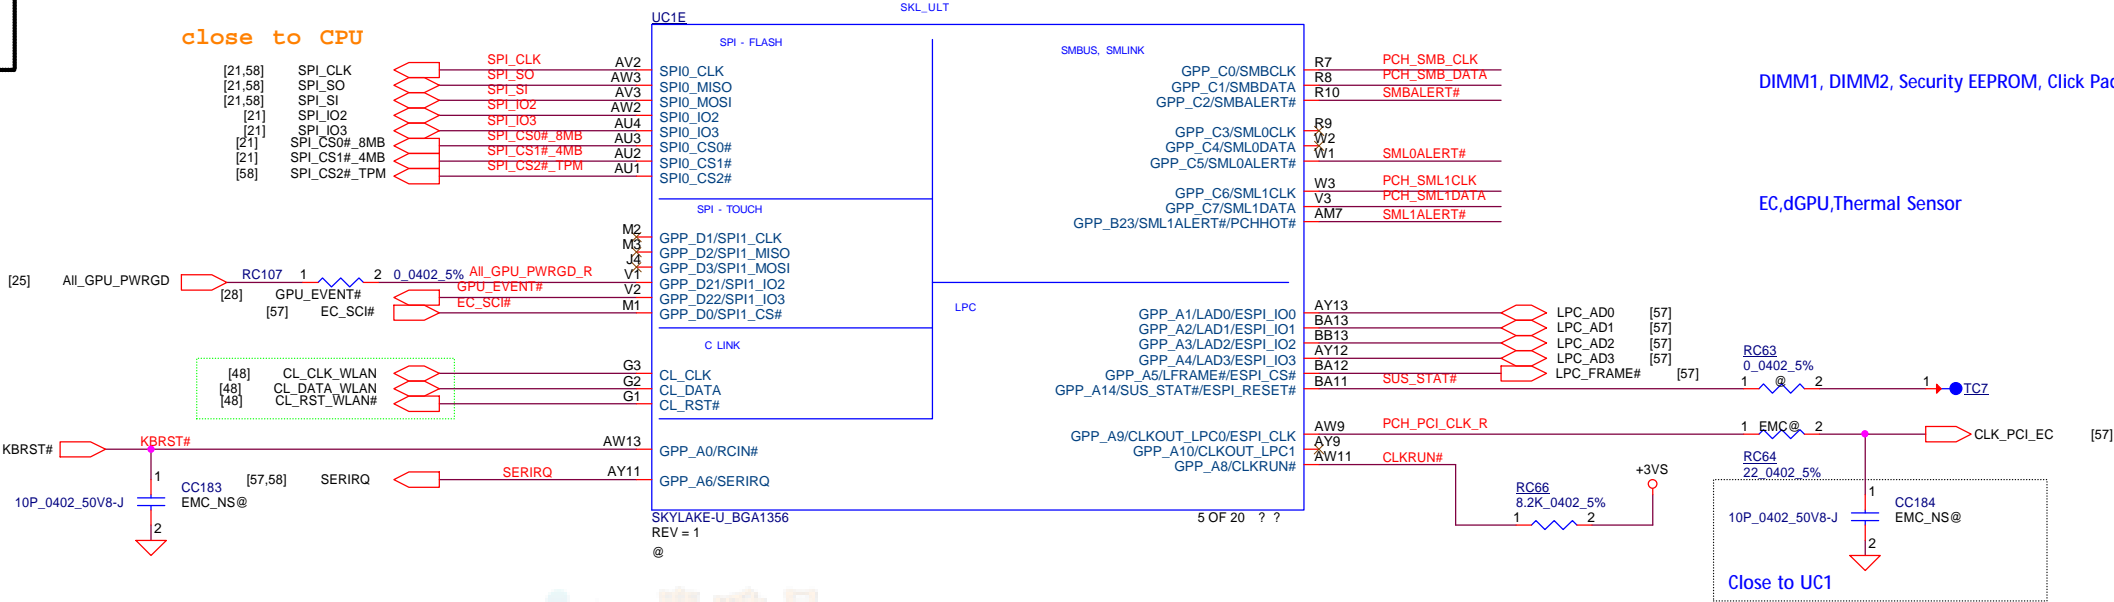 SKL_ULT
UC1E
close to CPU
SPI - FLASH
SMBUS, SMLINK
[21,58] SPI_CLK SPI_CLK AV2 SPI0_CLK
[21,58] SPI_SO SPI_SO AW3 SPI0_MISO
[21,58] SPI_SI SPI_SI AV3 SPI0_MOSI
[21] SPI_IO2 SPI_IO2 AW2 SPI0_IO2
[21] SPI_IO3 SPI_IO3 AU4 SPI0_IO3
[21] SPI_CS0#_8MB SPI_CS0#_8MB AU3 SPI0_CS0#
[21] SPI_CS1#_4MB SPI_CS1#_4MB AU2 SPI0_CS1#
[58] SPI_CS2#_TPM SPI_CS2#_TPM AU1 SPI0_CS2#
GPP_C0/SMBCLK R7 PCH_SMB_CLK
GPP_C1/SMBDATA R8 PCH_SMB_DATA
GPP_C2/SMBALERT# R10 SMBALERT#
DIMM1, DIMM2, Security EEPROM, Click Pad
GPP_C3/SML0CLK R9
GPP_C4/SML0DATA W2
GPP_C5/SML0ALERT# W1 SML0ALERT#
GPP_C6/SML1CLK W3 PCH_SML1CLK
GPP_C7/SML1DATA V3 PCH_SML1DATA
GPP_B23/SML1ALERT#/PCHHOT# AM7 SML1ALERT#
EC,dGPU,Thermal Sensor
SPI - TOUCH
M2 GPP_D1/SPI1_CLK
M3 GPP_D2/SPI1_MISO
J4 GPP_D3/SPI1_MOSI
[25] All_GPU_PWRGD RC107 1 2 0_0402_5% All_GPU_PWRGD_R V1 GPP_D21/SPI1_IO2
[28] GPU_EVENT# GPU_EVENT# V2 GPP_D22/SPI1_IO3
[57] EC_SCI# EC_SCI# M1 GPP_D0/SPI1_CS#
LPC
GPP_A1/LAD0/ESPI_IO0 AY13 LPC_AD0 [57]
GPP_A2/LAD1/ESPI_IO1 BA13 LPC_AD1 [57]
GPP_A3/LAD2/ESPI_IO2 BB13 LPC_AD2 [57]
GPP_A4/LAD3/ESPI_IO3 AY12 LPC_AD3 [57]
GPP_A5/LFRAME#/ESPI_CS# BA12 LPC_FRAME# [57]
GPP_A14/SUS_STAT#/ESPI_RESET# BA11 SUS_STAT#
RC63
0_0402_5%
1 @ 2 1 TC7
C LINK
[48] CL_CLK_WLAN G3 CL_CLK
[48] CL_DATA_WLAN G2 CL_DATA
[48] CL_RST_WLAN# G1 CL_RST#
KBRST# KBRST# AW13 GPP_A0/RCIN#
[57,58] SERIRQ SERIRQ AY11 GPP_A6/SERIRQ
1
CC183
10P_0402_50V8-J EMC_NS@
2
GPP_A9/CLKOUT_LPC0/ESPI_CLK AW9 PCH_PCI_CLK_R 1 EMC@ 2 CLK_PCI_EC [57]
GPP_A10/CLKOUT_LPC1 AY9
GPP_A8/CLKRUN# AW11 CLKRUN#
RC64
22_0402_5%
+3VS
RC66
8.2K_0402_5%
1 2
1
CC184
10P_0402_50V8-J EMC_NS@
2
Close to UC1
SKYLAKE-U_BGA1356 5 OF 20 ? ?
REV = 1
@